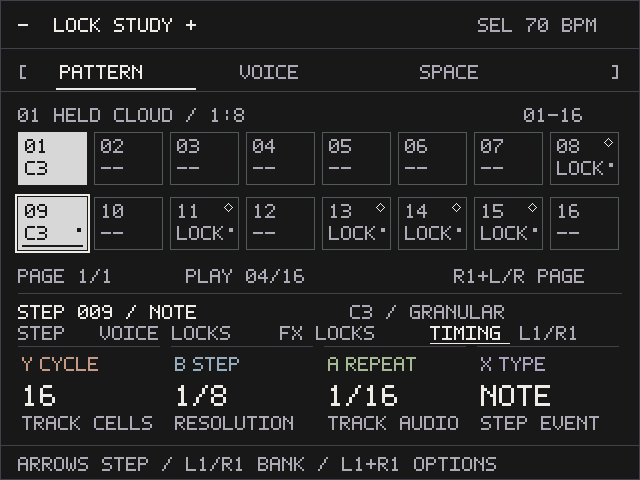 - LOCK STUDY + SEL 70 BPM
[ PATTERN VOICE SPACE ]
01 HELD CLOUD / 1:8 01-16
01 02 03 04 05 06 07 08 ◇
C3 -- -- -- -- -- -- LOCK·
09 10 11 ◇ 12 13 ◇ 14 ◇ 15 ◇ 16
C3 · -- LOCK· -- LOCK· LOCK· LOCK· --
PAGE 1/1 PLAY 04/16 R1+L/R PAGE
STEP 009 / NOTE C3 / GRANULAR
STEP VOICE LOCKS FX LOCKS TIMING L1/R1
Y CYCLE B STEP A REPEAT X TYPE
16 1/8 1/16 NOTE
TRACK CELLS RESOLUTION TRACK AUDIO STEP EVENT
ARROWS STEP / L1/R1 BANK / L1+R1 OPTIONS